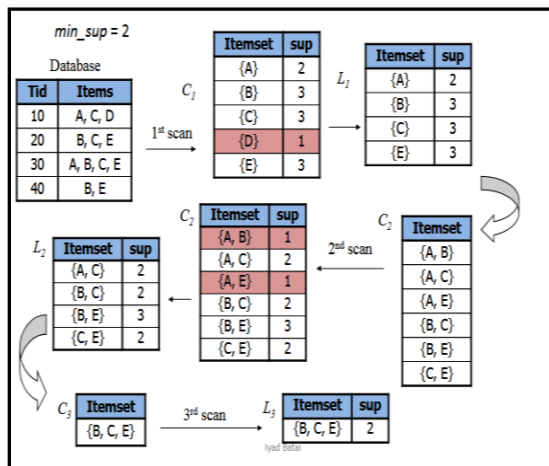 min_sup = 2
Database
Tid Items
10 A, C, D
20 B, C, E
30 A, B, C, E
40 B, E
1st scan
C1
Itemset sup
{A} 2
{B} 3
{C} 3
{D} 1
{E} 3
L1
Itemset sup
{A} 2
{B} 3
{C} 3
{E} 3
C2
Itemset
{A, B}
{A, C}
{A, E}
{B, C}
{B, E}
{C, E}
2nd scan
C2
Itemset sup
{A, B} 1
{A, C} 2
{A, E} 1
{B, C} 2
{B, E} 3
{C, E} 2
L2
Itemset sup
{A, C} 2
{B, C} 2
{B, E} 3
{C, E} 2
C3
Itemset
{B, C, E}
3rd scan
L3
Itemset sup
{B, C, E} 2
Iyad Batal